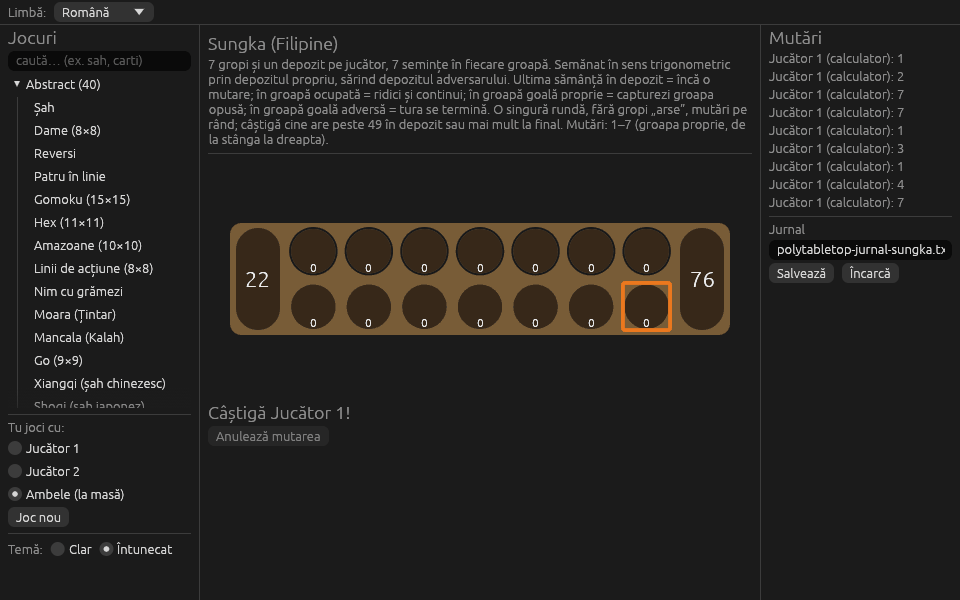 Limbă:
Română
Jocuri
caută… (ex. sah, carti)
Abstract (40)
Șah
Dame (8×8)
Reversi
Patru în linie
Gomoku (15×15)
Hex (11×11)
Amazoane (10×10)
Linii de acțiune (8×8)
Nim cu grămezi
Moara (Țintar)
Mancala (Kalah)
Go (9×9)
Xiangqi (șah chinezesc)
Shogi (șah japonez)
Tu joci cu:
Jucător 1
Jucător 2
Ambele (la masă)
Joc nou
Temă:
Clar
Întunecat
Sungka (Filipine)
7 gropi și un depozit pe jucător, 7 semințe în fiecare groapă. Semănat în sens trigonometric
prin depozitul propriu, sărind depozitul adversarului. Ultima sămânță în depozit = încă o
mutare; în groapă ocupată = ridici și continui; în groapă goală proprie = capturezi groapa
opusă; în groapă goală adversă = tura se termină. O singură rundă, fără gropi „arse”, mutări pe
rând; câștigă cine are peste 49 în depozit sau mai mult la final. Mutări: 1–7 (groapa proprie, de
la stânga la dreapta).
0 0 0 0 0 0 0
22
76
0 0 0 0 0 0 0
Câștigă Jucător 1!
Anulează mutarea
Mutări
Jucător 1 (calculator): 1
Jucător 1 (calculator): 2
Jucător 1 (calculator): 7
Jucător 1 (calculator): 7
Jucător 1 (calculator): 1
Jucător 1 (calculator): 3
Jucător 1 (calculator): 1
Jucător 1 (calculator): 4
Jucător 1 (calculator): 7
Jurnal
polytabletop-jurnal-sungka.tx
Salvează
Încarcă